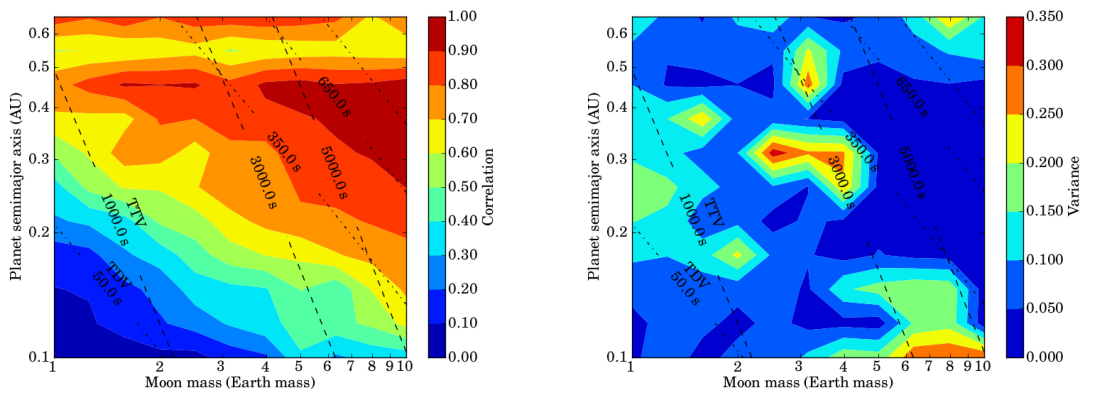 0.6
0.5
0.4
0.3
0.2
0.1
Planet semimajor axis (AU)
650.0 s
350.0 s
5000.0 s
3000.0 s
TTV
1000.0 s
TDV
50.0 s
1 2 3 4 5 6 7 8 9 10
Moon mass (Earth mass)
1.00
0.90
0.80
0.70
0.60
0.50
0.40
0.30
0.20
0.10
0.00
Correlation
0.6
0.5
0.4
0.3
0.2
0.1
Planet semimajor axis (AU)
650.0 s
350.0 s
5000.0 s
3000.0 s
TTV
1000.0 s
TDV
50.0 s
1 2 3 4 5 6 7 8 9 10
Moon mass (Earth mass)
0.350
0.300
0.250
0.200
0.150
0.100
0.050
0.000
Variance